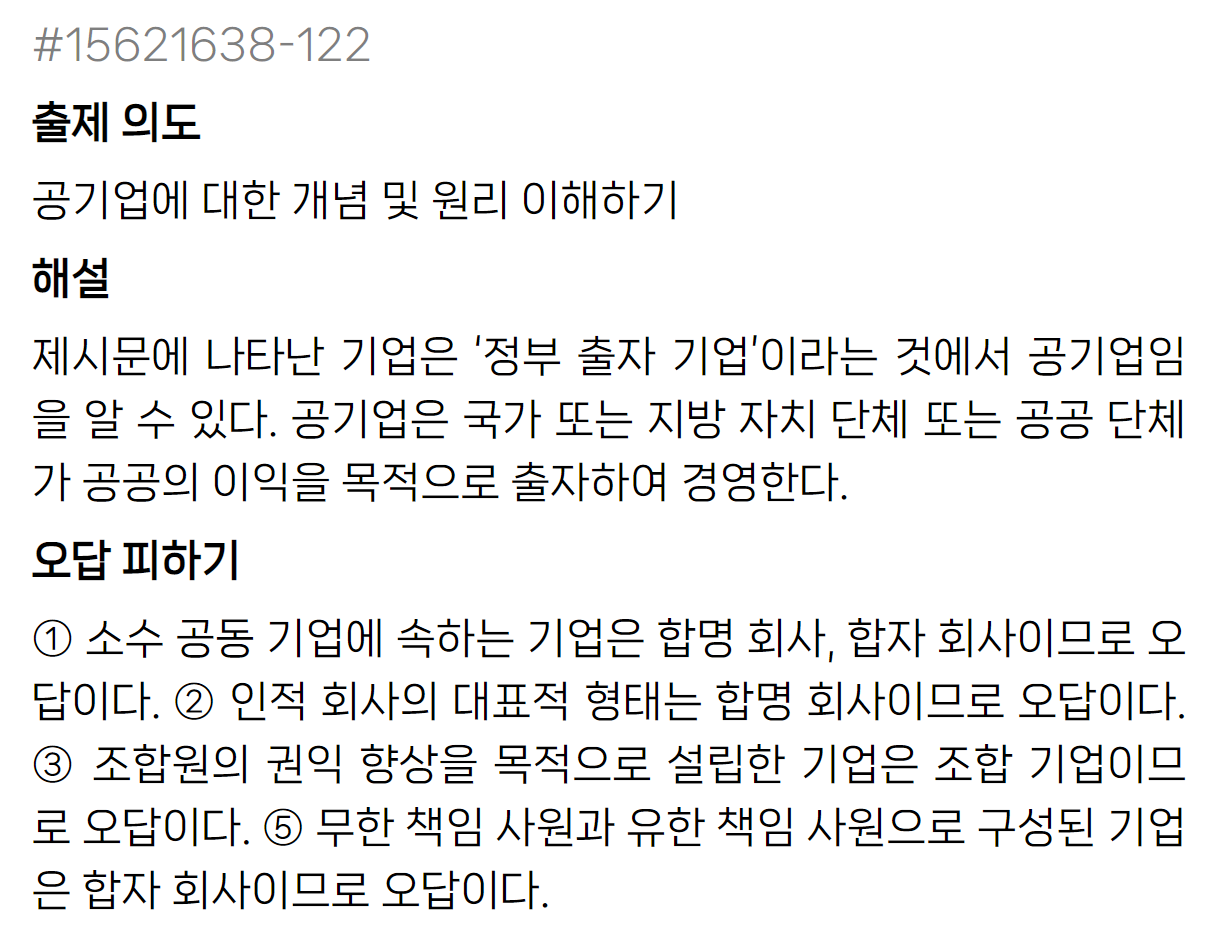 #15621638-122
출제 의도
공기업에 대한 개념 및 원리 이해하기
해설
제시문에 나타난 기업은 '정부 출자 기업'이라는 것에서 공기업임
을 알 수 있다. 공기업은 국가 또는 지방 자치 단체 또는 공공 단체
가 공공의 이익을 목적으로 출자하여 경영한다.
오답 피하기
① 소수 공동 기업에 속하는 기업은 합명 회사, 합자 회사이므로 오
답이다. ② 인적 회사의 대표적 형태는 합명 회사이므로 오답이다.
③ 조합원의 권익 향상을 목적으로 설립한 기업은 조합 기업이므
로 오답이다. ⑤ 무한 책임 사원과 유한 책임 사원으로 구성된 기업
은 합자 회사이므로 오답이다.